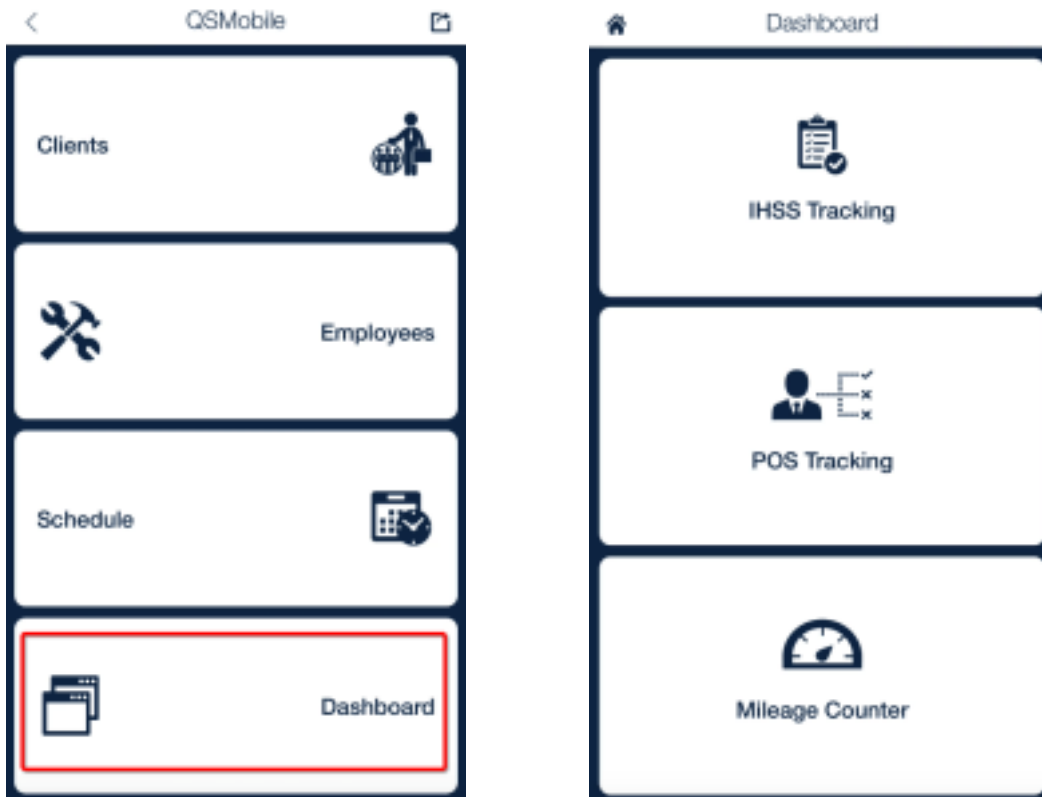 QSMobile
Clients
Employees
Schedule
Dashboard
Dashboard
IHSS Tracking
POS Tracking
Mileage Counter